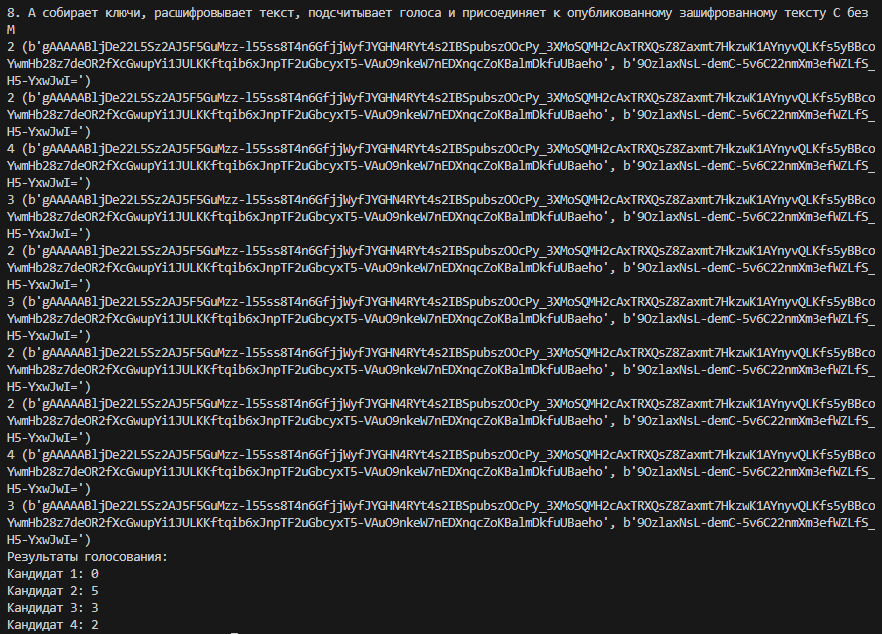 8. А собирает ключи, расшифровывает текст, подсчитывает голоса и присоединяет к опубликованному зашифрованному тексту С без
М
2 (b'gAAAAABljDe22L5Sz2AJ5F5GuMzz-l55ss8T4n6GfjjWyfJYGHN4RYt4s2IBSpubszOOcPy_3XMoSQMH2cAxTRXQsZ8Zaxmt7HkzwK1AYnyvQLKfs5yBBco
YwmHb28z7deOR2fXcGwupYi1JULKKftqib6xJnpTF2uGbcyxT5-VAuO9nkeW7nEDXnqcZoKBalmDkfuUBaeho', b'9OzlaxNsL-demC-5v6C22nmXm3efWZLfS_
H5-YxwJwI=')
2 (b'gAAAAABljDe22L5Sz2AJ5F5GuMzz-l55ss8T4n6GfjjWyfJYGHN4RYt4s2IBSpubszOOcPy_3XMoSQMH2cAxTRXQsZ8Zaxmt7HkzwK1AYnyvQLKfs5yBBco
YwmHb28z7deOR2fXcGwupYi1JULKKftqib6xJnpTF2uGbcyxT5-VAuO9nkeW7nEDXnqcZoKBalmDkfuUBaeho', b'9OzlaxNsL-demC-5v6C22nmXm3efWZLfS_
H5-YxwJwI=')
4 (b'gAAAAABljDe22L5Sz2AJ5F5GuMzz-l55ss8T4n6GfjjWyfJYGHN4RYt4s2IBSpubszOOcPy_3XMoSQMH2cAxTRXQsZ8Zaxmt7HkzwK1AYnyvQLKfs5yBBco
YwmHb28z7deOR2fXcGwupYi1JULKKftqib6xJnpTF2uGbcyxT5-VAuO9nkeW7nEDXnqcZoKBalmDkfuUBaeho', b'9OzlaxNsL-demC-5v6C22nmXm3efWZLfS_
H5-YxwJwI=')
3 (b'gAAAAABljDe22L5Sz2AJ5F5GuMzz-l55ss8T4n6GfjjWyfJYGHN4RYt4s2IBSpubszOOcPy_3XMoSQMH2cAxTRXQsZ8Zaxmt7HkzwK1AYnyvQLKfs5yBBco
YwmHb28z7deOR2fXcGwupYi1JULKKftqib6xJnpTF2uGbcyxT5-VAuO9nkeW7nEDXnqcZoKBalmDkfuUBaeho', b'9OzlaxNsL-demC-5v6C22nmXm3efWZLfS_
H5-YxwJwI=')
2 (b'gAAAAABljDe22L5Sz2AJ5F5GuMzz-l55ss8T4n6GfjjWyfJYGHN4RYt4s2IBSpubszOOcPy_3XMoSQMH2cAxTRXQsZ8Zaxmt7HkzwK1AYnyvQLKfs5yBBco
YwmHb28z7deOR2fXcGwupYi1JULKKftqib6xJnpTF2uGbcyxT5-VAuO9nkeW7nEDXnqcZoKBalmDkfuUBaeho', b'9OzlaxNsL-demC-5v6C22nmXm3efWZLfS_
H5-YxwJwI=')
3 (b'gAAAAABljDe22L5Sz2AJ5F5GuMzz-l55ss8T4n6GfjjWyfJYGHN4RYt4s2IBSpubszOOcPy_3XMoSQMH2cAxTRXQsZ8Zaxmt7HkzwK1AYnyvQLKfs5yBBco
YwmHb28z7deOR2fXcGwupYi1JULKKftqib6xJnpTF2uGbcyxT5-VAuO9nkeW7nEDXnqcZoKBalmDkfuUBaeho', b'9OzlaxNsL-demC-5v6C22nmXm3efWZLfS_
H5-YxwJwI=')
2 (b'gAAAAABljDe22L5Sz2AJ5F5GuMzz-l55ss8T4n6GfjjWyfJYGHN4RYt4s2IBSpubszOOcPy_3XMoSQMH2cAxTRXQsZ8Zaxmt7HkzwK1AYnyvQLKfs5yBBco
YwmHb28z7deOR2fXcGwupYi1JULKKftqib6xJnpTF2uGbcyxT5-VAuO9nkeW7nEDXnqcZoKBalmDkfuUBaeho', b'9OzlaxNsL-demC-5v6C22nmXm3efWZLfS_
H5-YxwJwI=')
2 (b'gAAAAABljDe22L5Sz2AJ5F5GuMzz-l55ss8T4n6GfjjWyfJYGHN4RYt4s2IBSpubszOOcPy_3XMoSQMH2cAxTRXQsZ8Zaxmt7HkzwK1AYnyvQLKfs5yBBco
YwmHb28z7deOR2fXcGwupYi1JULKKftqib6xJnpTF2uGbcyxT5-VAuO9nkeW7nEDXnqcZoKBalmDkfuUBaeho', b'9OzlaxNsL-demC-5v6C22nmXm3efWZLfS_
H5-YxwJwI=')
4 (b'gAAAAABljDe22L5Sz2AJ5F5GuMzz-l55ss8T4n6GfjjWyfJYGHN4RYt4s2IBSpubszOOcPy_3XMoSQMH2cAxTRXQsZ8Zaxmt7HkzwK1AYnyvQLKfs5yBBco
YwmHb28z7deOR2fXcGwupYi1JULKKftqib6xJnpTF2uGbcyxT5-VAuO9nkeW7nEDXnqcZoKBalmDkfuUBaeho', b'9OzlaxNsL-demC-5v6C22nmXm3efWZLfS_
H5-YxwJwI=')
3 (b'gAAAAABljDe22L5Sz2AJ5F5GuMzz-l55ss8T4n6GfjjWyfJYGHN4RYt4s2IBSpubszOOcPy_3XMoSQMH2cAxTRXQsZ8Zaxmt7HkzwK1AYnyvQLKfs5yBBco
YwmHb28z7deOR2fXcGwupYi1JULKKftqib6xJnpTF2uGbcyxT5-VAuO9nkeW7nEDXnqcZoKBalmDkfuUBaeho', b'9OzlaxNsL-demC-5v6C22nmXm3efWZLfS_
H5-YxwJwI=')
Результаты голосования:
Кандидат 1: 0
Кандидат 2: 5
Кандидат 3: 3
Кандидат 4: 2